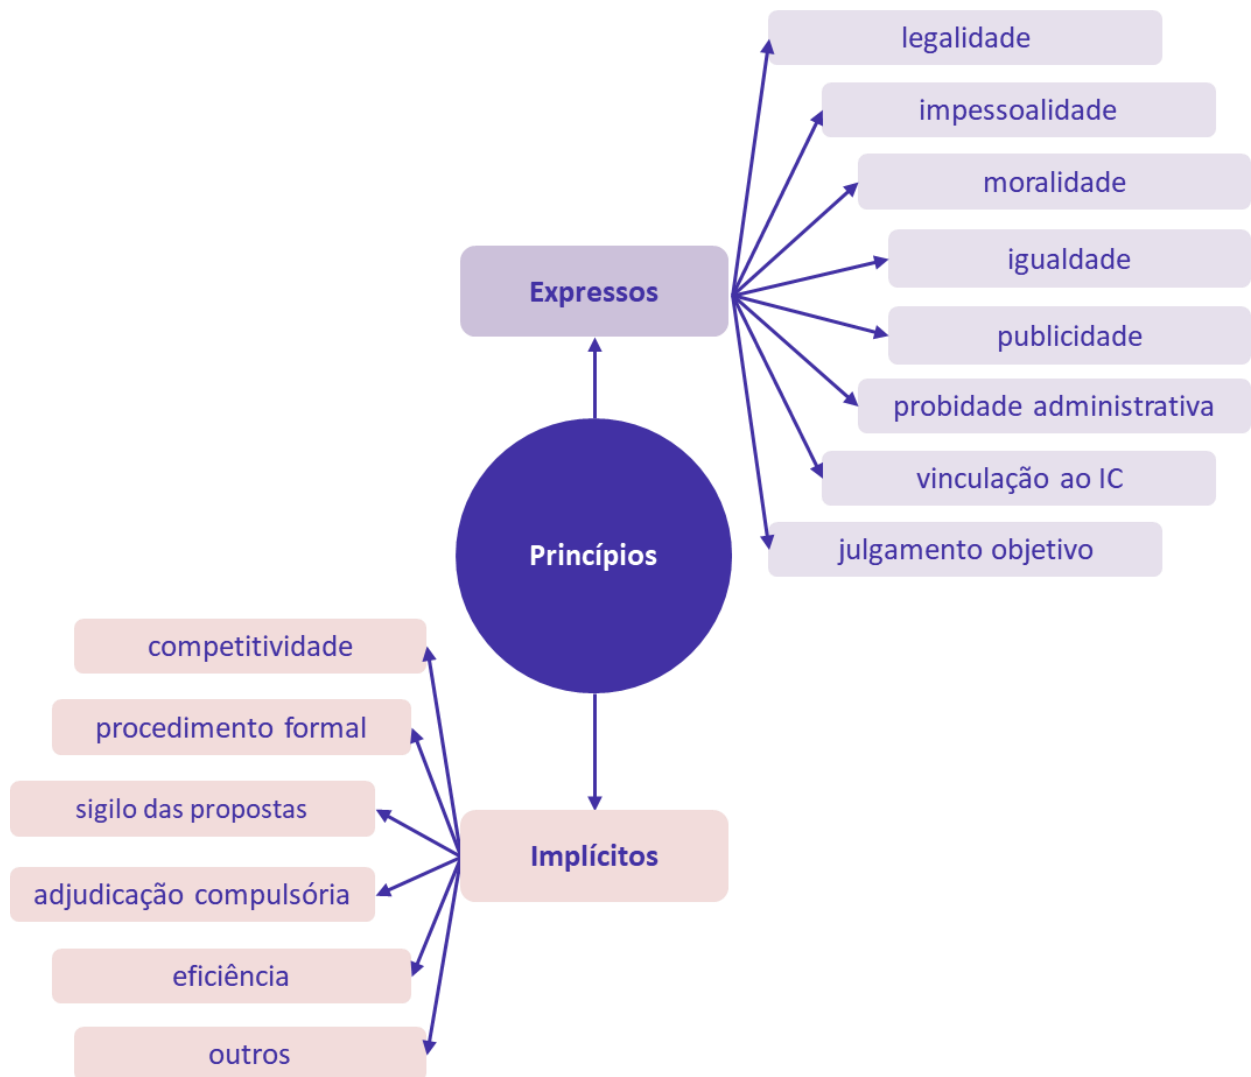 legalidade
impessoalidade
moralidade
igualdade
Expressos
publicidade
probidade administrativa
vinculação ao IC
julgamento objetivo
Princípios
competitividade
procedimento formal
sigilo das propostas
Implícitos
adjudicação compulsória
eficiência
outros